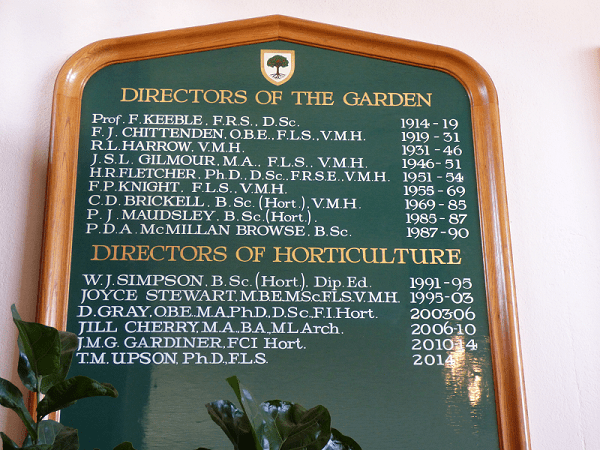 DIRECTORS OF THE GARDEN
Prof. F. KEEBLE, F.R.S., D.Sc. 1914-19
F. J. CHITTENDEN, O.B.E., F.L.S., V.M.H. 1919-31
R.L. HARROW, V.M.H. 1931-46
J.S.L. GILMOUR, M.A., F.L.S., V.M.H. 1946-51
H.R. FLETCHER, Ph.D., D.Sc., F.R.S.E., V.M.H. 1951-54
F.P. KNIGHT, F.L.S., V.M.H. 1955-69
C.D. BRICKELL, B.Sc. (Hort.), V.M.H. 1969-85
P. J. MAUDSLEY, B.Sc. (Hort.). 1985-87
P.D.A. McMILLAN BROWSE, B.Sc. 1987-90
DIRECTORS OF HORTICULTURE
W. J. SIMPSON, B.Sc. (Hort.), Dip. Ed. 1991-95
JOYCE STEWART, M.B.E, M.Sc, F.L.S, V.M.H. 1995-03
D. GRAY, OBE, M.A, PhD, D.Sc, F.I. Hort. 2003-06
JILL CHERRY, M.A., BA., M.L Arch. 2006-10
J.M.G. GARDINER, FCI Hort. 2010-14
T.M. UPSON, Ph.D., F.L.S. 2014